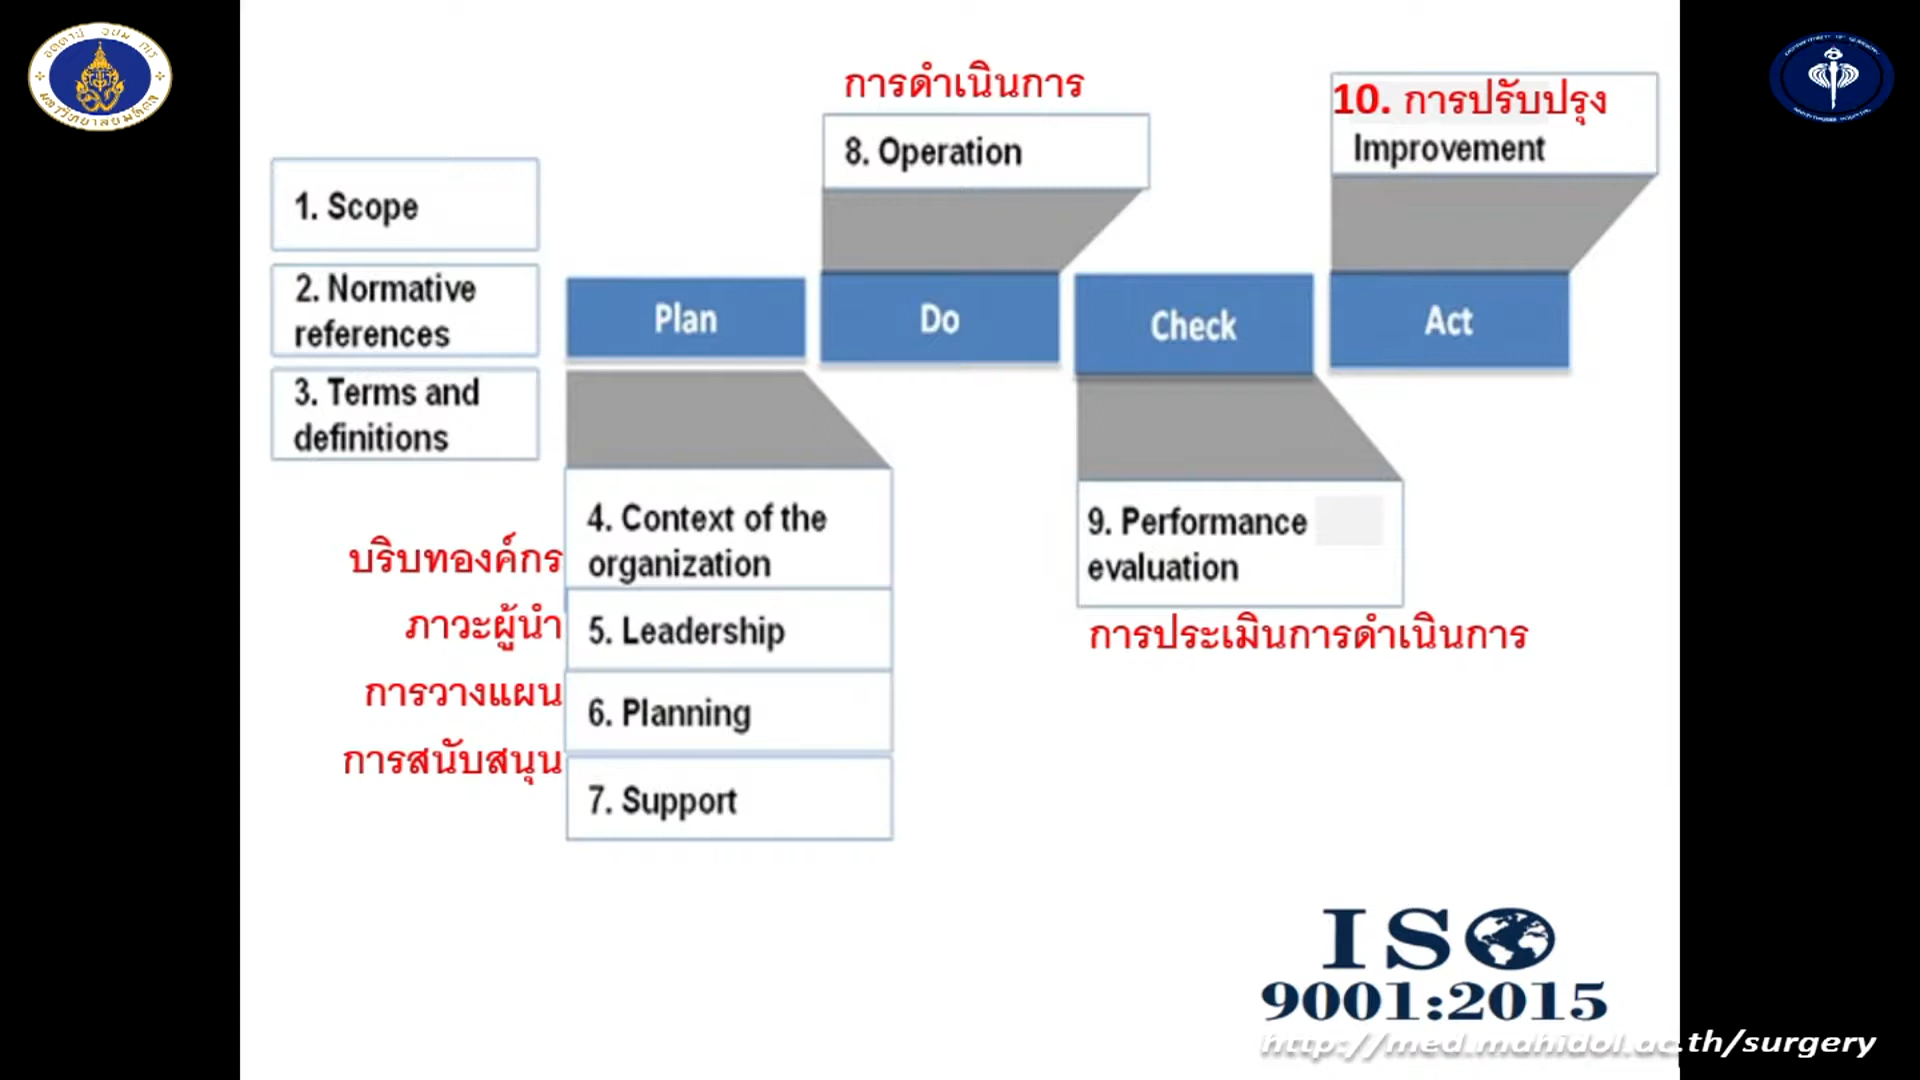 การดำเนินการ
10. การปรับปรุง
8. Operation
Improvement
1. Scope
2. Normative
references
3. Terms and
definitions
Plan
Do
Check
Act
4. Context of the
organization
บริบทองค์กร
5. Leadership
ภาวะผู้นำ
6. Planning
การวางแผน
7. Support
การสนับสนุน
9. Performance
evaluation
การประเมินการดำเนินการ
ISO
9001:2015
http://med.mahidol.ac.th/surgery